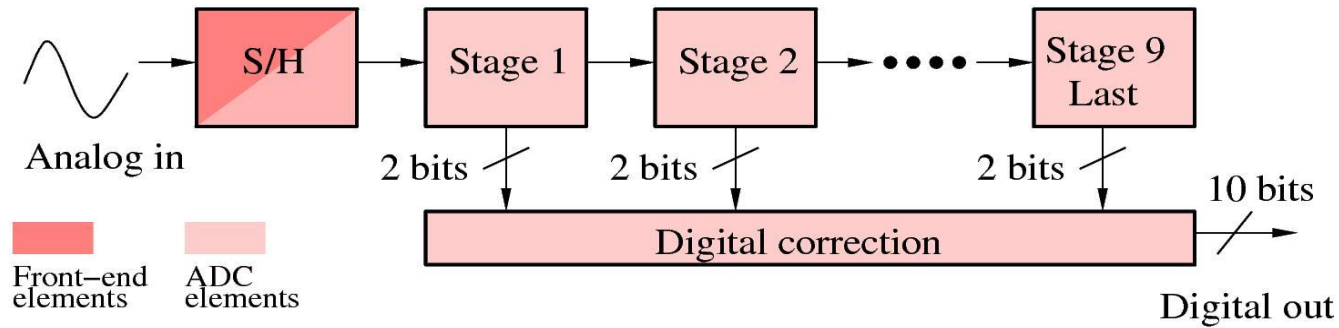 S/H
Stage 1
Stage 2
Stage 9
Last
Analog in
2 bits
2 bits
2 bits
10 bits
Digital correction
Front−end
elements
ADC
elements
Digital out